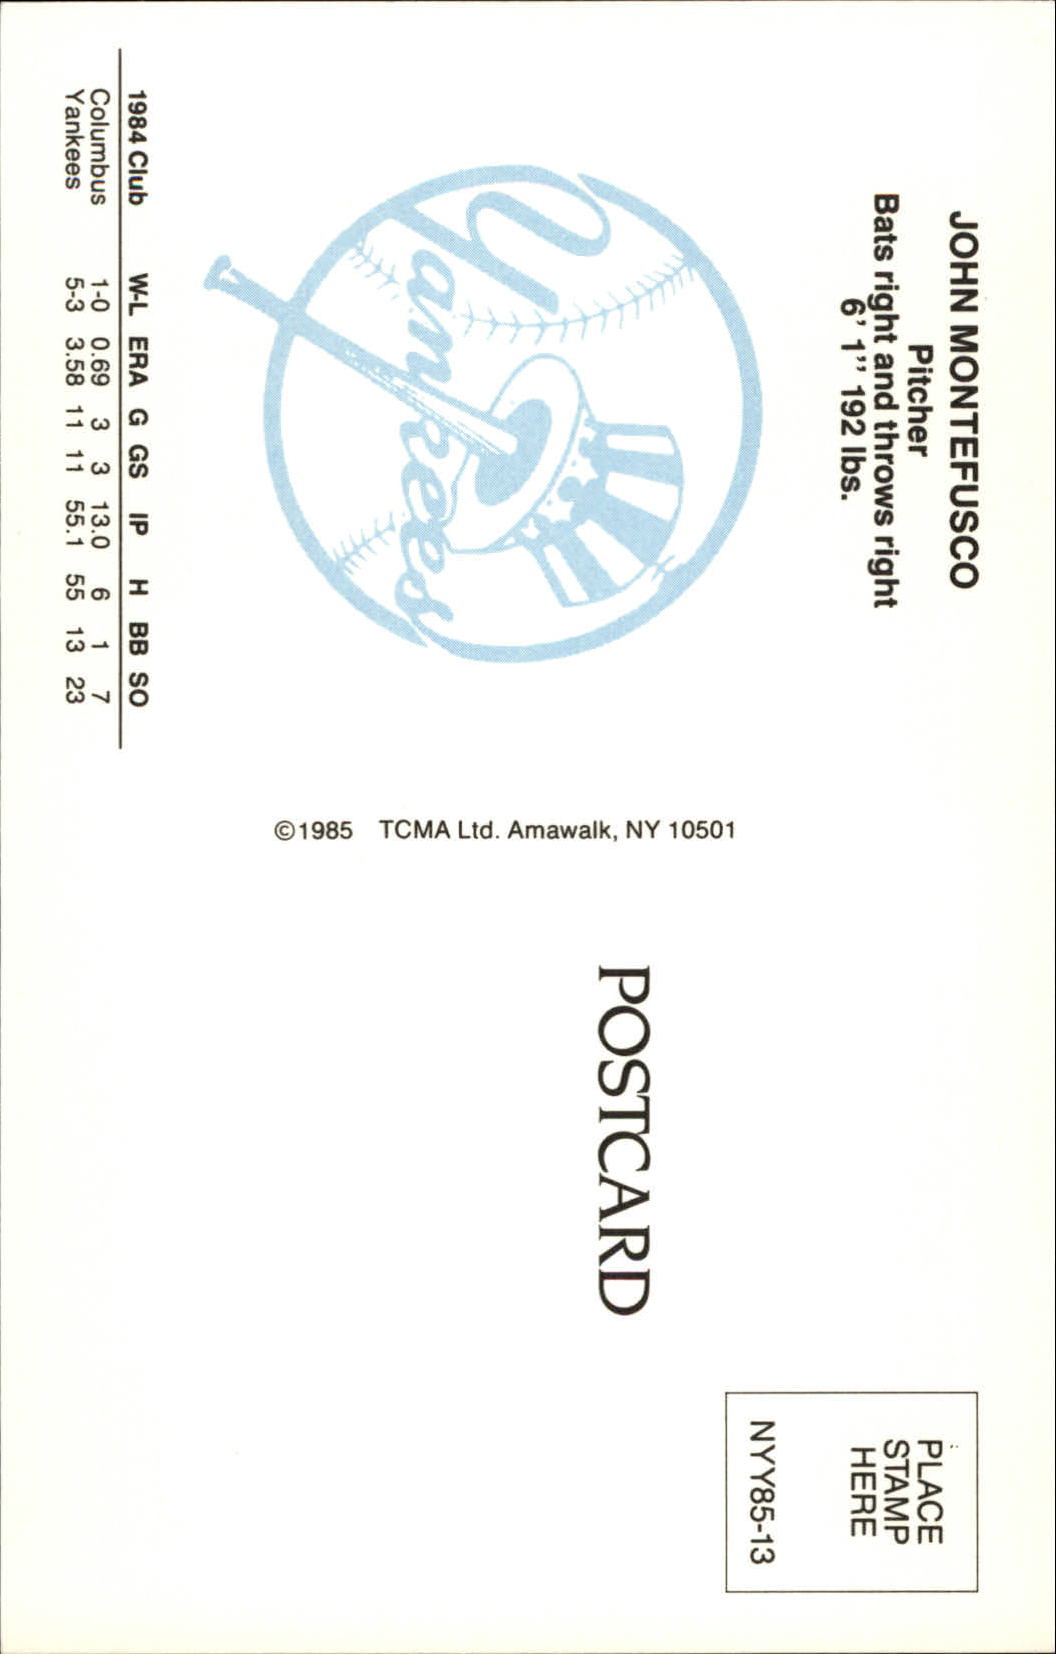 JOHN MONTEFUSCO
Pitcher
Bats right and throws right
6' 1'' 192 lbs.
Yankees
1984 Club W-L ERA G GS IP H BB SO
Columbus 1-0 0.69 3 3 13.0 6 1 7
Yankees 5-3 3.58 11 11 55.1 55 13 23
©1985 TCMA Ltd. Amawalk, NY 10501
POSTCARD
PLACE
STAMP
HERE
NYY85-13